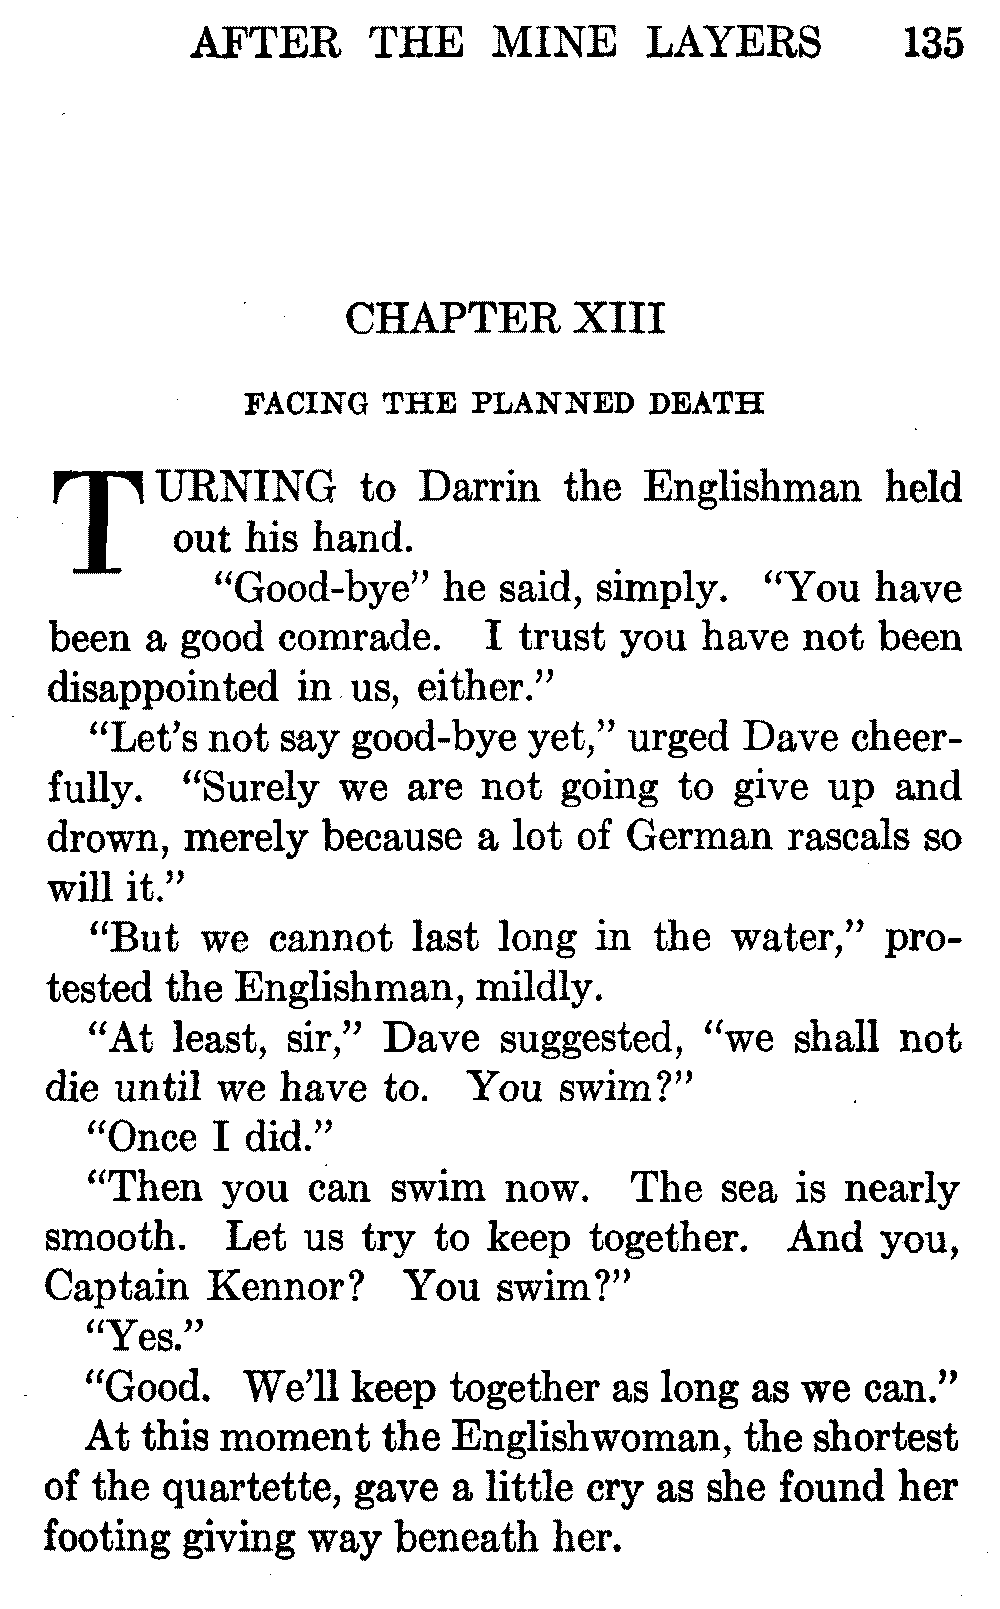 AFTER THE MINE LAYERS 135
CHAPTER XIII
FACING THE PLANNED DEATH
TURNING to Darrin the Englishman held
out his hand.
“Good-bye” he said, simply. “You have
been a good comrade. I trust you have not been
disappointed in us, either.”
“Let’s not say good-bye yet,” urged Dave cheer-
fully. “Surely we are not going to give up and
drown, merely because a lot of German rascals so
will it.”
“But we cannot last long in the water,” pro-
tested the Englishman, mildly.
“At least, sir,” Dave suggested, “we shall not
die until we have to. You swim?”
“Once I did.”
“Then you can swim now. The sea is nearly
smooth. Let us try to keep together. And you,
Captain Kennor? You swim?”
“Yes.”
“Good. We’ll keep together as long as we can.”
At this moment the Englishwoman, the shortest
of the quartette, gave a little cry as she found her
footing giving way beneath her.